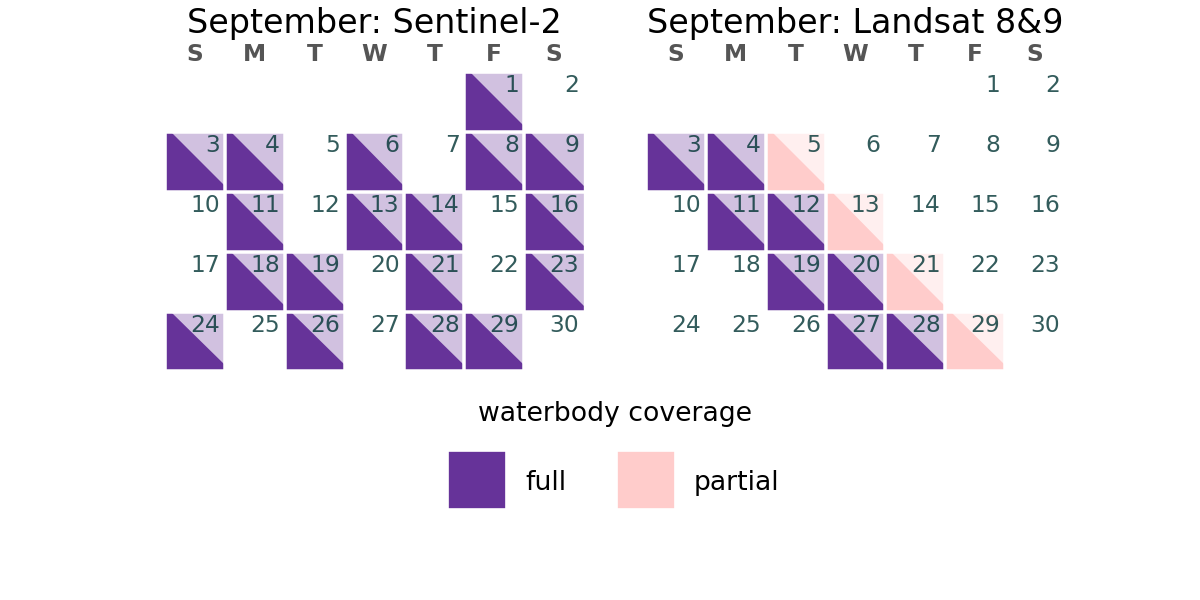 September: Sentinel-2
S M T W T F S
1 2
3 4 5 6 7 8 9
10 11 12 13 14 15 16
17 18 19 20 21 22 23
24 25 26 27 28 29 30
September: Landsat 8&9
S M T W T F S
1 2
3 4 5 6 7 8 9
10 11 12 13 14 15 16
17 18 19 20 21 22 23
24 25 26 27 28 29 30
waterbody coverage
full
partial